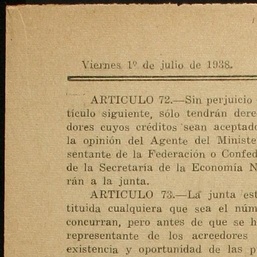 Viernes 1º de julio de 1938.
ARTICULO 72.—Sin perjuicio
tículo siguiente, sólo tendrán dere
dores cuyos créditos sean aceptado
la opinión del Agente del Ministe
sentante de la Federación o Confed
de la Secretaría de la Economía N
rán a la junta.
ARTICULO 73.—La junta est
tituida cualquiera que sea el núm
concurran, pero antes de que se h
representante de los acreedores
existencia y oportunidad de las p